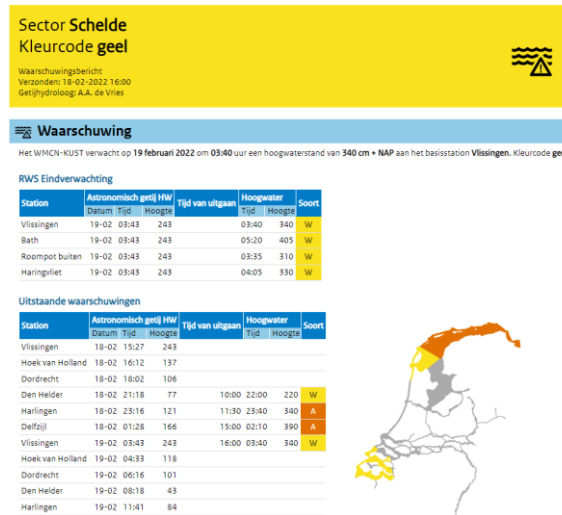 Sector Schelde
Kleurcode geel
Waarschuwingsbericht
Verzonden: 18-02-2022 16:00
Getijhydroloog: A.A. de Vries
Waarschuwing
Het WMCN-KUST verwacht op 19 februari 2022 om 03:40 uur een hoogwaterstand van 340 cm + NAP aan het basisstation Vlissingen. Kleurcode gee
RWS Eindverwachting
Station Astronomisch getij HW Tijd van uitgaan Hoogwater Soort
Datum Tijd Hoogte Tijd Hoogte
Vlissingen 19-02 03:43 243 03:40 340 W
Bath 19-02 03:43 243 05:20 405 W
Roompot buiten 19-02 03:43 243 03:35 310 W
Haringvliet 19-02 03:43 243 04:05 330 W
Uitstaande waarschuwingen
Station Astronomisch getij HW Tijd van uitgaan Hoogwater Soort
Datum Tijd Hoogte Tijd Hoogte
Vlissingen 18-02 15:27 243
Hoek van Holland 18-02 16:12 137
Dordrecht 18-02 18:02 106
Den Helder 18-02 21:18 77 10:00 22:00 220 W
Harlingen 18-02 23:16 121 11:30 23:40 340 A
Delfzijl 18-02 01:28 166 15:00 02:10 390 A
Vlissingen 19-02 03:43 243 16:00 03:40 340 W
Hoek van Holland 19-02 04:33 118
Dordrecht 19-02 06:16 101
Den Helder 19-02 08:18 43
Harlingen 19-02 11:41 84